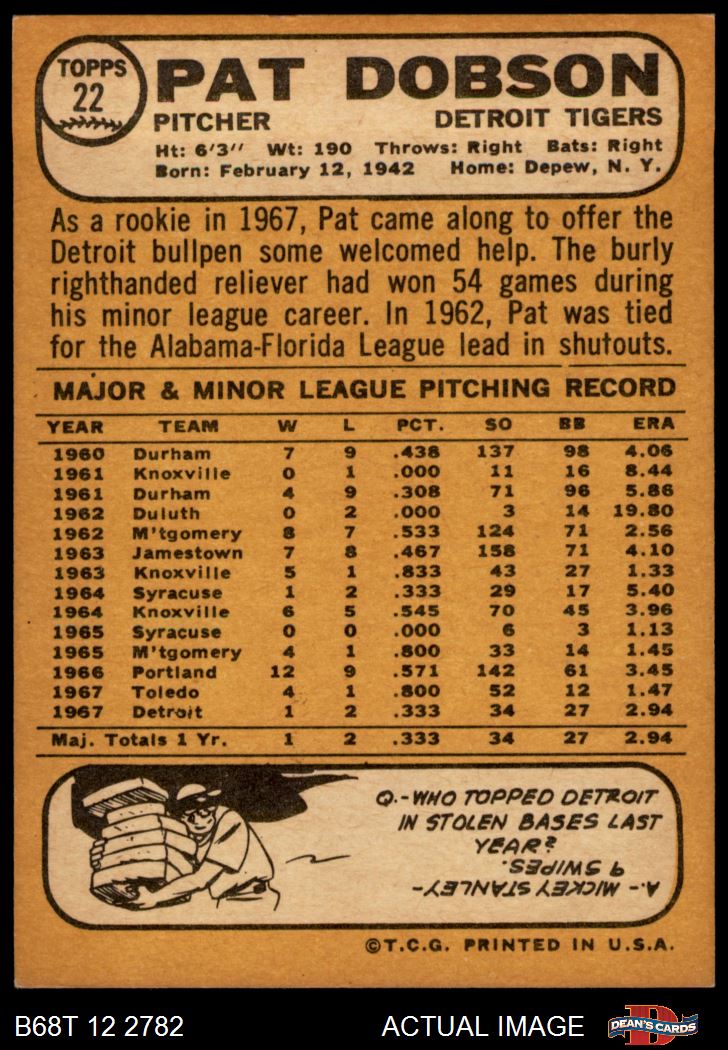 TOPPS
22
PAT DOBSON
PITCHER DETROIT TIGERS
Ht: 6'3" Wt: 190 Throws: Right Bats: Right
Born: February 12, 1942 Home: Depew, N. Y.
As a rookie in 1967, Pat came along to offer the
Detroit bullpen some welcomed help. The burly
righthanded reliever had won 54 games during
his minor league career. In 1962, Pat was tied
for the Alabama-Florida League lead in shutouts.
MAJOR & MINOR LEAGUE PITCHING RECORD
YEAR TEAM W L PCT. SO BB ERA
1960 Durham 7 9 .438 137 98 4.06
1961 Knoxville 0 1 .000 11 16 8.44
1961 Durham 4 9 .308 71 96 5.86
1962 Duluth 0 2 .000 3 14 19.80
1962 M'tgomery 8 7 .533 124 71 2.56
1963 Jamestown 7 8 .467 158 71 4.10
1963 Knoxville 5 1 .833 43 27 1.33
1964 Syracuse 1 2 .333 29 17 5.40
1964 Knoxville 6 5 .545 70 45 3.96
1965 Syracuse 0 0 .000 6 3 1.13
1965 M'tgomery 4 1 .800 33 14 1.45
1966 Portland 12 9 .571 142 61 3.45
1967 Toledo 4 1 .800 52 12 1.47
1967 Detroit 1 2 .333 34 27 2.94
Maj. Totals 1 Yr. 1 2 .333 34 27 2.94
Q.-WHO TOPPED DETROIT
IN STOLEN BASES LAST
YEAR?
A.- MICKEY STANLEY-
9 SWIPES.
©T.C.G. PRINTED IN U.S.A.
B68T 12 2782 ACTUAL IMAGE D DEAN'S CARDS